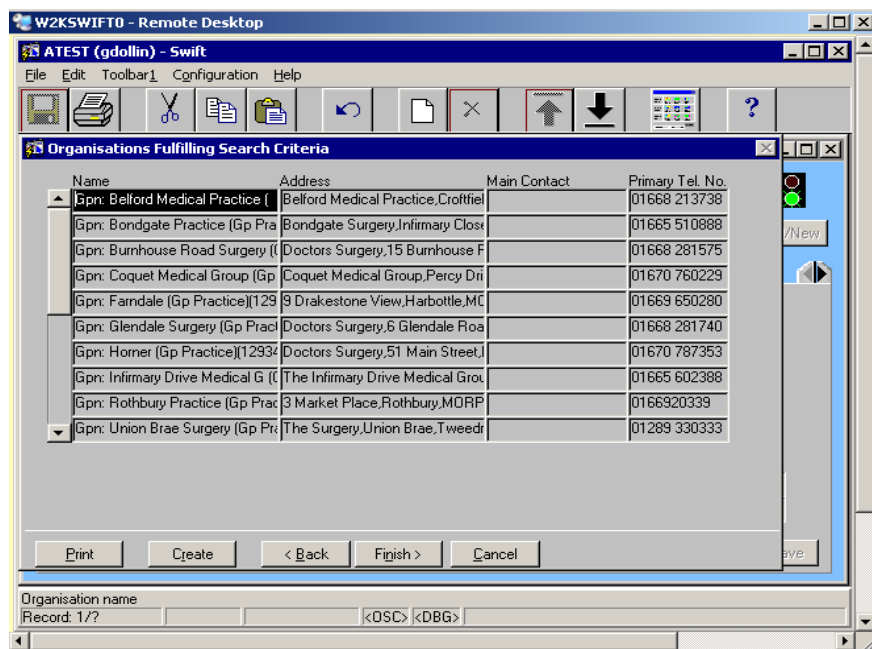 W2KSWIFT0 - Remote Desktop
ATEST (gdollin) - Swift
File Edit Toolbar1 Configuration Help
?
Organisations Fulfilling Search Criteria
Name Address Main Contact Primary Tel. No.
Gpn: Belford Medical Practice ( Belford Medical Practice,Croftfiel 01668 213738
Gpn: Bondgate Practice (Gp Pra Bondgate Surgery,Infirmary Close 01665 510888
/New
Gpn: Burnhouse Road Surgery (( Doctors Surgery,15 Burnhouse F 01668 281575
Gpn: Coquet Medical Group (Gp Coquet Medical Group,Percy Dri 01670 760229
Gpn: Farndale (Gp Practice)(129 9 Drakestone View,Harbottle,MO 01669 650280
Gpn: Glendale Surgery (Gp Pract Doctors Surgery,6 Glendale Roa 01668 281740
Gpn: Horner (Gp Practice)(12934 Doctors Surgery,51 Main Street, 01670 787353
Gpn: Infirmary Drive Medical G (0 The Infirmary Drive Medical Grou 01665 602388
Gpn: Rothbury Practice (Gp Prac 3 Market Place,Rothbury,MORP 0166920339
Gpn: Union Brae Surgery (Gp Pra The Surgery,Union Brae,Tweedr 01289 330333
Print Create < Back Finish > Cancel ave
Organisation name
Record: 1/? <OSC> <DBG>